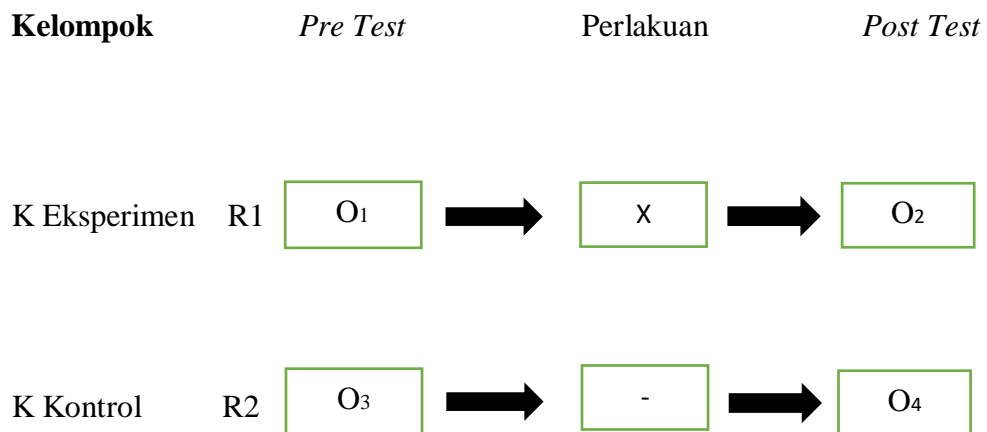 Kelompok Pre Test Perlakuan Post Test
K Eksperimen R1 O1 X O2
K Kontrol R2 O3 - O4